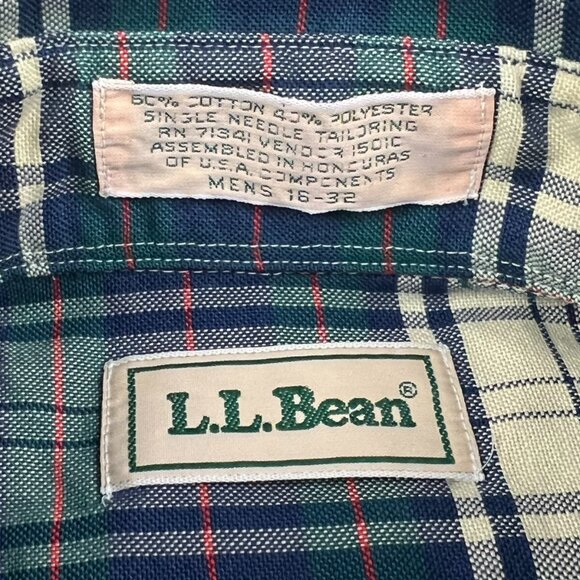 60% COTTON 40% POLYESTER
SINGLE NEEDLE TAILORING
RN 71341 VENDOR 1501C
ASSEMBLED IN HONDURAS
OF U.S.A. COMPONENTS
MENS 16-32
L.L.Bean®